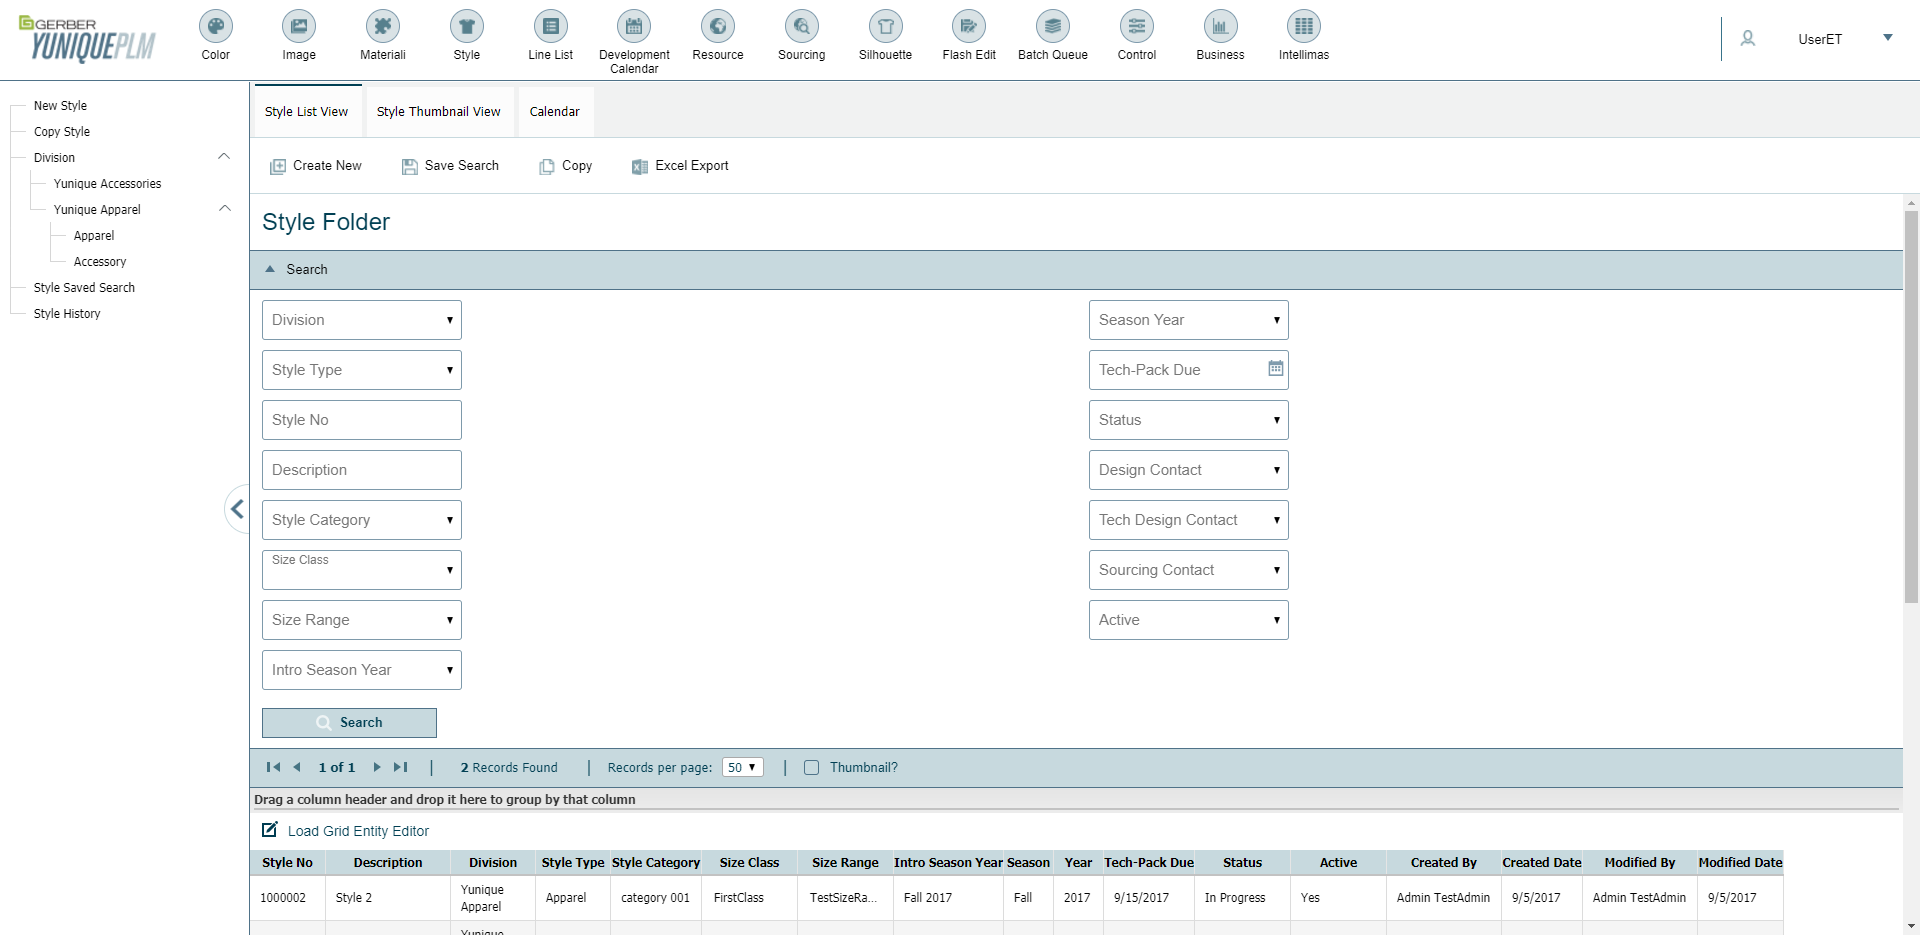 GERBER
YUNIQUEPLM
Color
Image
Materiali
Style
Line List
Development
Calendar
Resource
Sourcing
Silhouette
Flash Edit
Batch Queue
Control
Business
Intellimas
UserET
New Style
Copy Style
Division
Yunique Accessories
Yunique Apparel
Apparel
Accessory
Style Saved Search
Style History
Style List View
Style Thumbnail View
Calendar
Create New
Save Search
Copy
Excel Export
Style Folder
Search
Division
Style Type
Style No
Description
Style Category
Size Class
Size Range
Intro Season Year
Season Year
Tech-Pack Due
Status
Design Contact
Tech Design Contact
Sourcing Contact
Active
Search
1 of 1 | 2 Records Found | Records per page: 50 | Thumbnail?
Drag a column header and drop it here to group by that column
Load Grid Entity Editor
Style No Description Division Style Type Style Category Size Class Size Range Intro Season Year Season Year Tech-Pack Due Status Active Created By Created Date Modified By Modified Date
1000002 Style 2 Yunique Apparel Apparel category 001 FirstClass TestSizeRa... Fall 2017 Fall 2017 9/15/2017 In Progress Yes Admin TestAdmin 9/5/2017 Admin TestAdmin 9/5/2017
Yunique